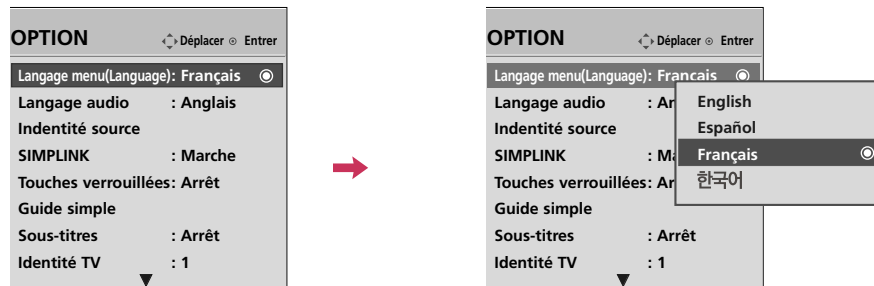 OPTION Déplacer Entrer
Langage menu(Language): Français
Langage audio : Anglais
Indentité source
SIMPLINK : Marche
Touches verrouillées: Arrêt
Guide simple
Sous-titres : Arrêt
Identité TV : 1
OPTION Déplacer Entrer
Langage menu(Language): Français
Langage audio : An
Indentité source
SIMPLINK : Ma
Touches verrouillées: Ar
Guide simple
Sous-titres : Arrêt
Identité TV : 1
English
Español
Français
한국어